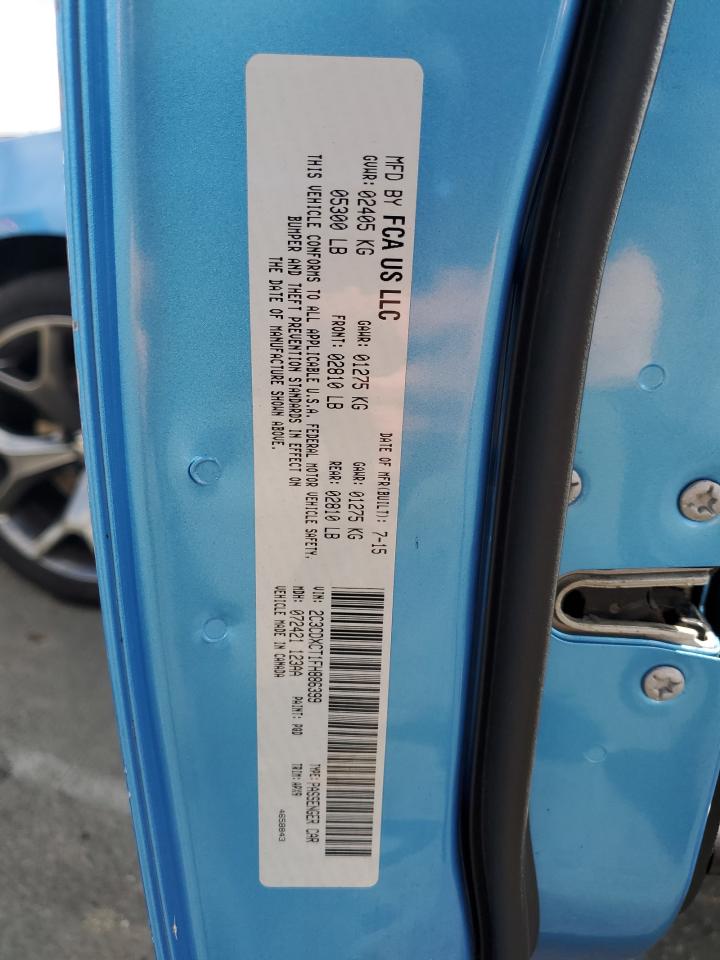 MFD BY FCA US LLC DATE OF MFR(BUILT): 7-15
GVWR: 02405 KG GAWR: 01275 KG GAWR: 01275 KG
05300 LB FRONT: 02810 LB REAR: 02810 LB
THIS VEHICLE CONFORMS TO ALL APPLICABLE U.S.A. FEDERAL MOTOR VEHICLE SAFETY,
BUMPER AND THEFT PREVENTION STANDARDS IN EFFECT ON
THE DATE OF MANUFACTURE SHOWN ABOVE.
VIN: 2C3CDXCT1FH886399 TYPE: PASSENGER CAR
MDH: 072421 123AA PAINT: PQD TRIM: APX9
VEHICLE MADE IN CANADA 4658843